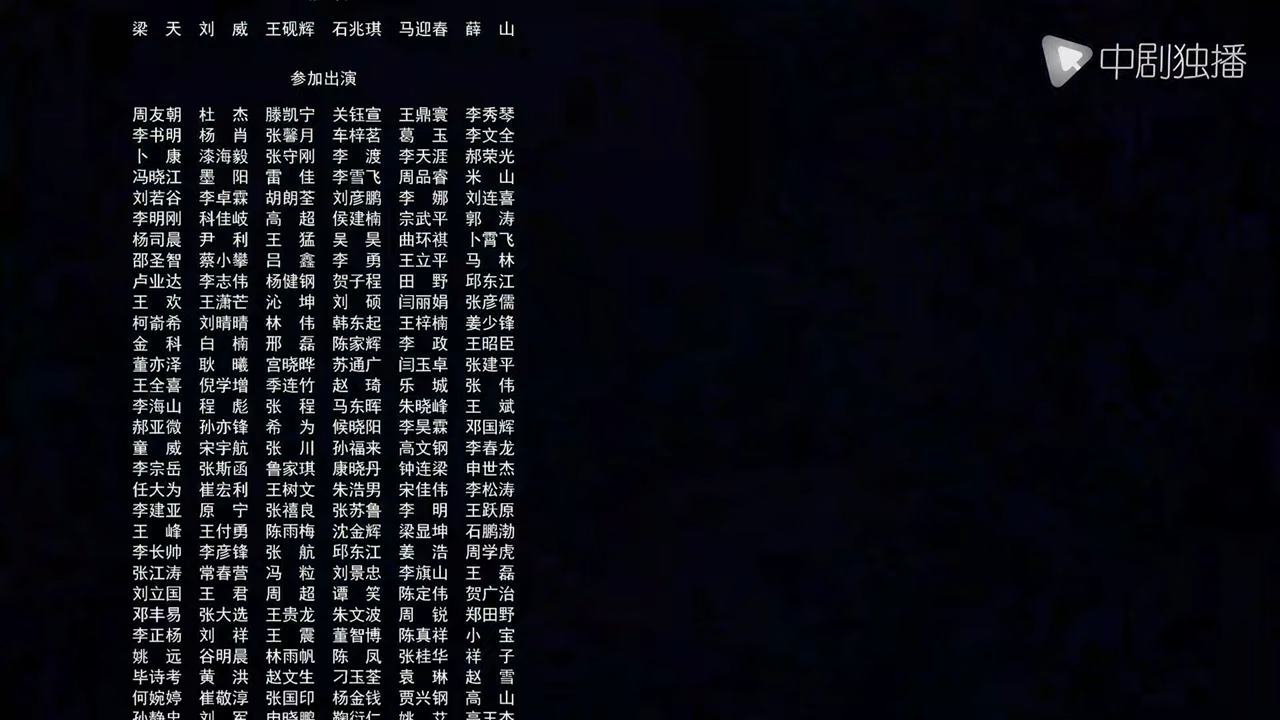 梁 天 刘 威 王砚辉 石兆琪 马迎春 薛 山
中剧独播
参加出演
周友朝 杜 杰 滕凯宁 关钰宣 王鼎寰 李秀琴
李书明 杨 肖 张馨月 车梓茗 葛 玉 李文全
卜 康 漆海毅 张守刚 李 渡 李天涯 郝荣光
冯晓江 墨 阳 雷 佳 李雪飞 周品睿 米 山
刘若谷 李卓霖 胡朗荃 刘彦鹏 李 娜 刘连喜
李明刚 科佳岐 高 超 侯建楠 宗武平 郭 涛
杨司晨 尹 利 王 猛 吴 昊 曲环祺 卜霄飞
邵圣智 蔡小攀 吕 鑫 李 勇 王立平 马 林
卢业达 李志伟 杨健钢 贺子程 田 野 邱东江
王 欢 王潇芒 沁 坤 刘 硕 闫丽娟 张彦儒
柯嵛希 刘晴晴 林 伟 韩东起 王梓楠 姜少锋
金 科 白 楠 邢 磊 陈家辉 李 政 王昭臣
董亦泽 耿 曦 宫晓晔 苏通广 闫玉卓 张建平
王全喜 倪学增 季连竹 赵 琦 乐 城 张 伟
李海山 程 彪 张 程 马东晖 朱晓峰 王 斌
郝亚微 孙亦锋 希 为 候晓阳 李昊霖 邓国辉
童 威 宋宇航 张 川 孙福来 高文钢 李春龙
李宗岳 张斯函 鲁家琪 康晓丹 钟连梁 申世杰
任大为 崔宏利 王树文 朱浩男 宋佳伟 李松涛
李建亚 原 宁 张禧良 张苏鲁 李 明 王跃原
王 峰 王付勇 陈雨梅 沈金辉 梁显坤 石鹏渤
李长帅 李彦锋 张 航 邱东江 姜 浩 周学虎
张江涛 常春营 冯 粒 刘景忠 李旗山 王 磊
刘立国 王 君 周 超 谭 笑 陈定伟 贺广治
邓丰易 张大选 王贵龙 朱文波 周 锐 郑田野
李正杨 刘 祥 王 震 董智博 陈真祥 小 宝
姚 远 谷明晨 林雨帆 陈 凤 张桂华 祥 子
毕诗考 黄 洪 赵文生 刁玉荃 袁 琳 赵 雪
何婉婷 崔敬淳 张国印 杨金钱 贾兴钢 高 山
刘 军